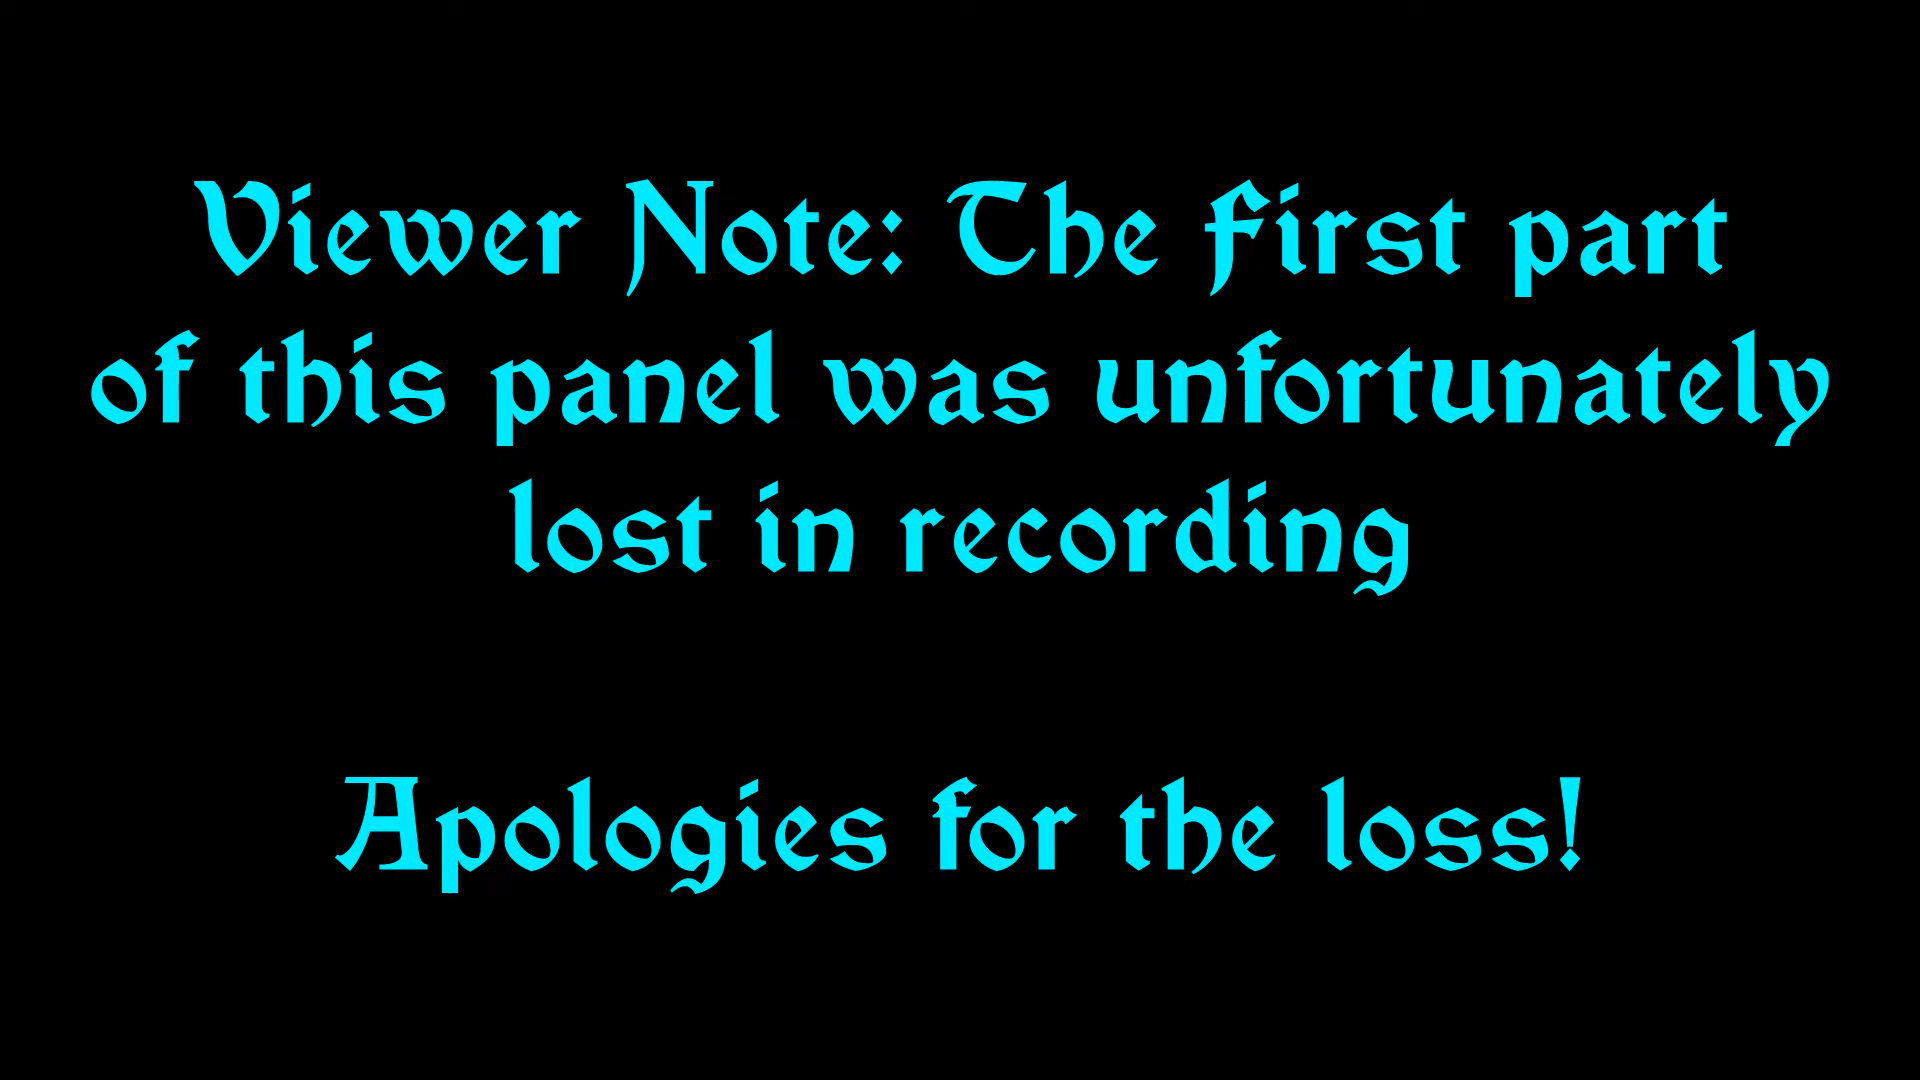 Viewer Note: The First part
of this panel was unfortunately
lost in recording
Apologies for the loss!